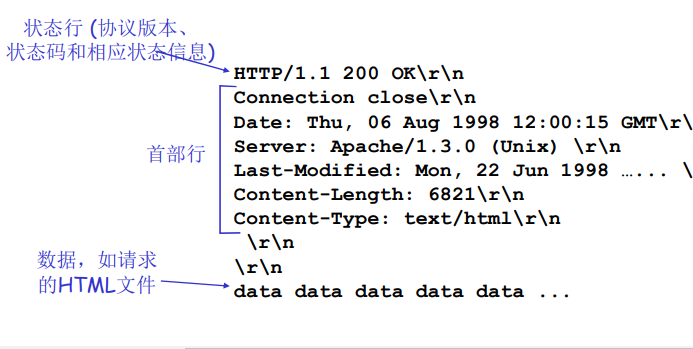 状态行 (协议版本、
状态码和相应状态信息)
HTTP/1.1 200 OK\r\n
Connection close\r\n
Date: Thu, 06 Aug 1998 12:00:15 GMT\r\
Server: Apache/1.3.0 (Unix) \r\n
首部行
Last-Modified: Mon, 22 Jun 1998 …... \
Content-Length: 6821\r\n
Content-Type: text/html\r\n
\r\n
\r\n
数据，如请求
的HTML文件
data data data data data ...